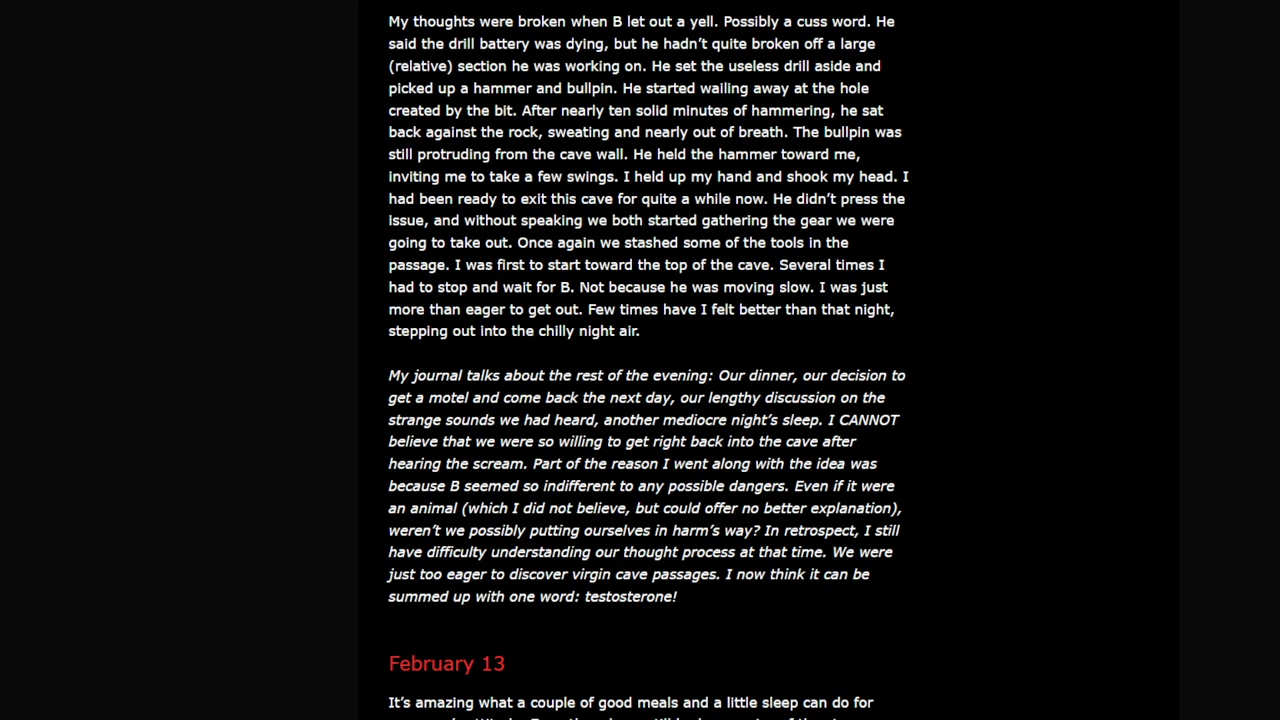 My thoughts were broken when B let out a yell. Possibly a cuss word. He
said the drill battery was dying, but he hadn’t quite broken off a large
(relative) section he was working on. He set the useless drill aside and
picked up a hammer and bullpin. He started wailing away at the hole
created by the bit. After nearly ten solid minutes of hammering, he sat
back against the rock, sweating and nearly out of breath. The bullpin was
still protruding from the cave wall. He held the hammer toward me,
inviting me to take a few swings. I held up my hand and shook my head. I
had been ready to exit this cave for quite a while now. He didn’t press the
issue, and without speaking we both started gathering the gear we were
going to take out. Once again we stashed some of the tools in the
passage. I was first to start toward the top of the cave. Several times I
had to stop and wait for B. Not because he was moving slow. I was just
more than eager to get out. Few times have I felt better than that night,
stepping out into the chilly night air.
My journal talks about the rest of the evening: Our dinner, our decision to
get a motel and come back the next day, our lengthy discussion on the
strange sounds we had heard, another mediocre night’s sleep. I CANNOT
believe that we were so willing to get right back into the cave after
hearing the scream. Part of the reason I went along with the idea was
because B seemed so indifferent to any possible dangers. Even if it were
an animal (which I did not believe, but could offer no better explanation),
weren’t we possibly putting ourselves in harm’s way? In retrospect, I still
have difficulty understanding our thought process at that time. We were
just too eager to discover virgin cave passages. I now think it can be
summed up with one word: testosterone!
February 13
It’s amazing what a couple of good meals and a little sleep can do for